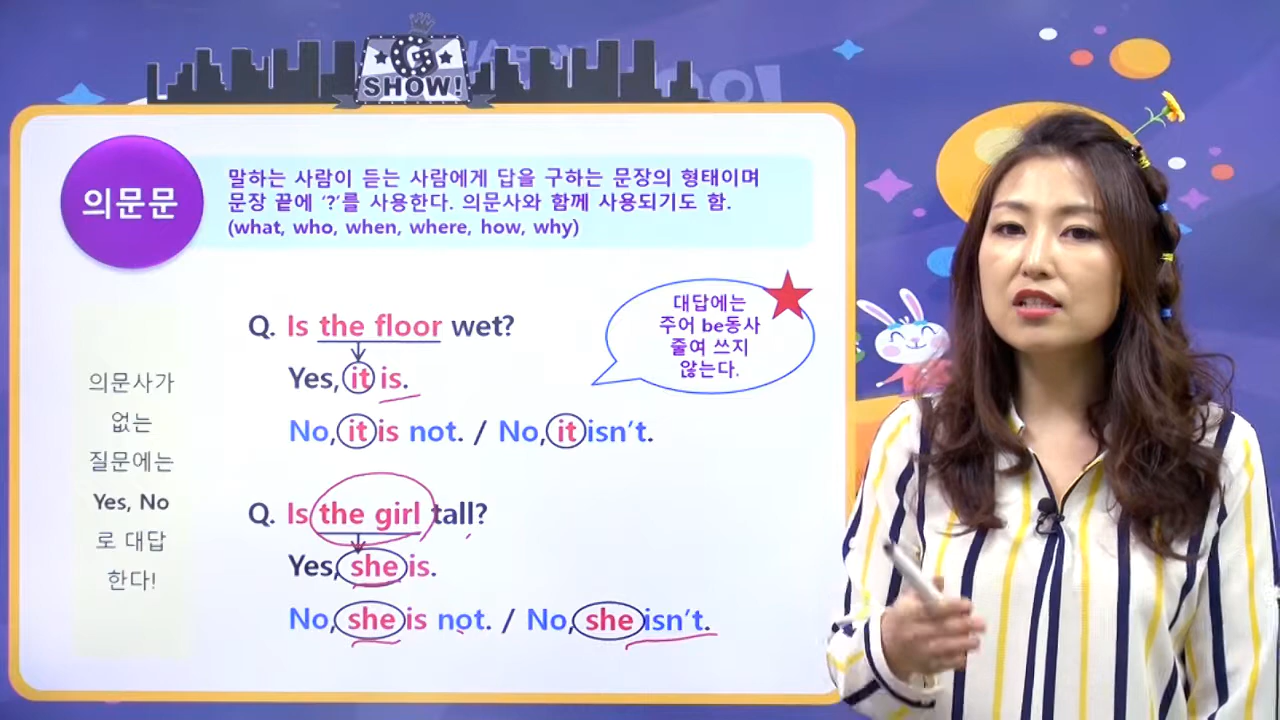 G
SHOW!
의문문
말하는 사람이 듣는 사람에게 답을 구하는 문장의 형태이며
문장 끝에 '?'를 사용한다. 의문사와 함께 사용되기도 함.
(what, who, when, where, how, why)
의문사가
없는
질문에는
Yes, No
로 대답
한다!
Q. Is the floor wet?
Yes, it is.
No, it is not. / No, it isn't.
대답에는
주어 be동사
줄여 쓰지
않는다.
Q. Is the girl tall?
Yes, she is.
No, she is not. / No, she isn't.